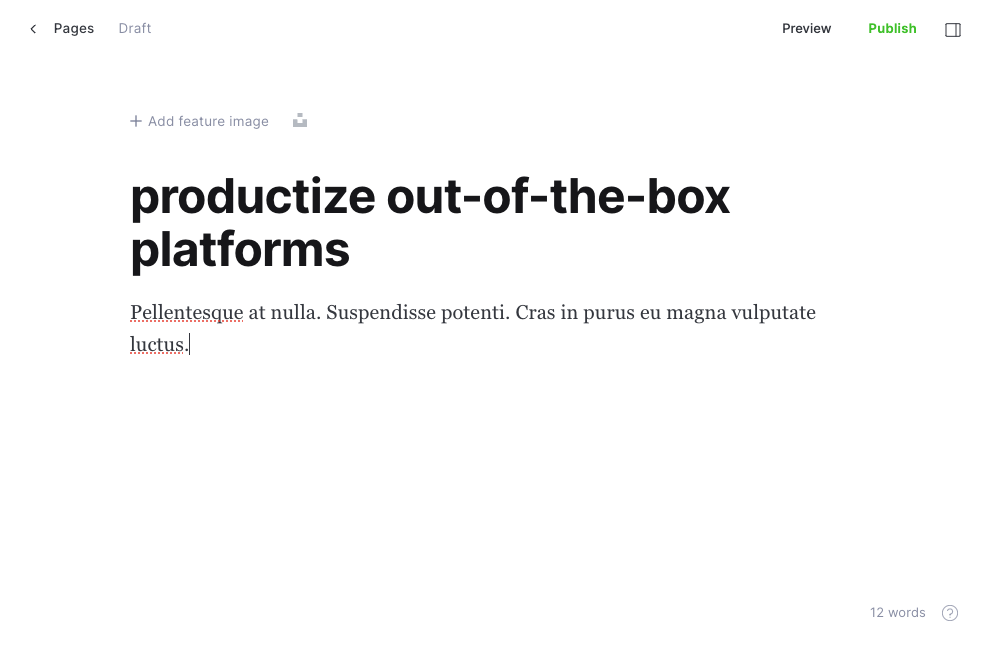 Pages
Draft
Preview
Publish
Add feature image
productize out-of-the-box
platforms
Pellentesque at nulla. Suspendisse potenti. Cras in purus eu magna vulputate
luctus.
12 words
?